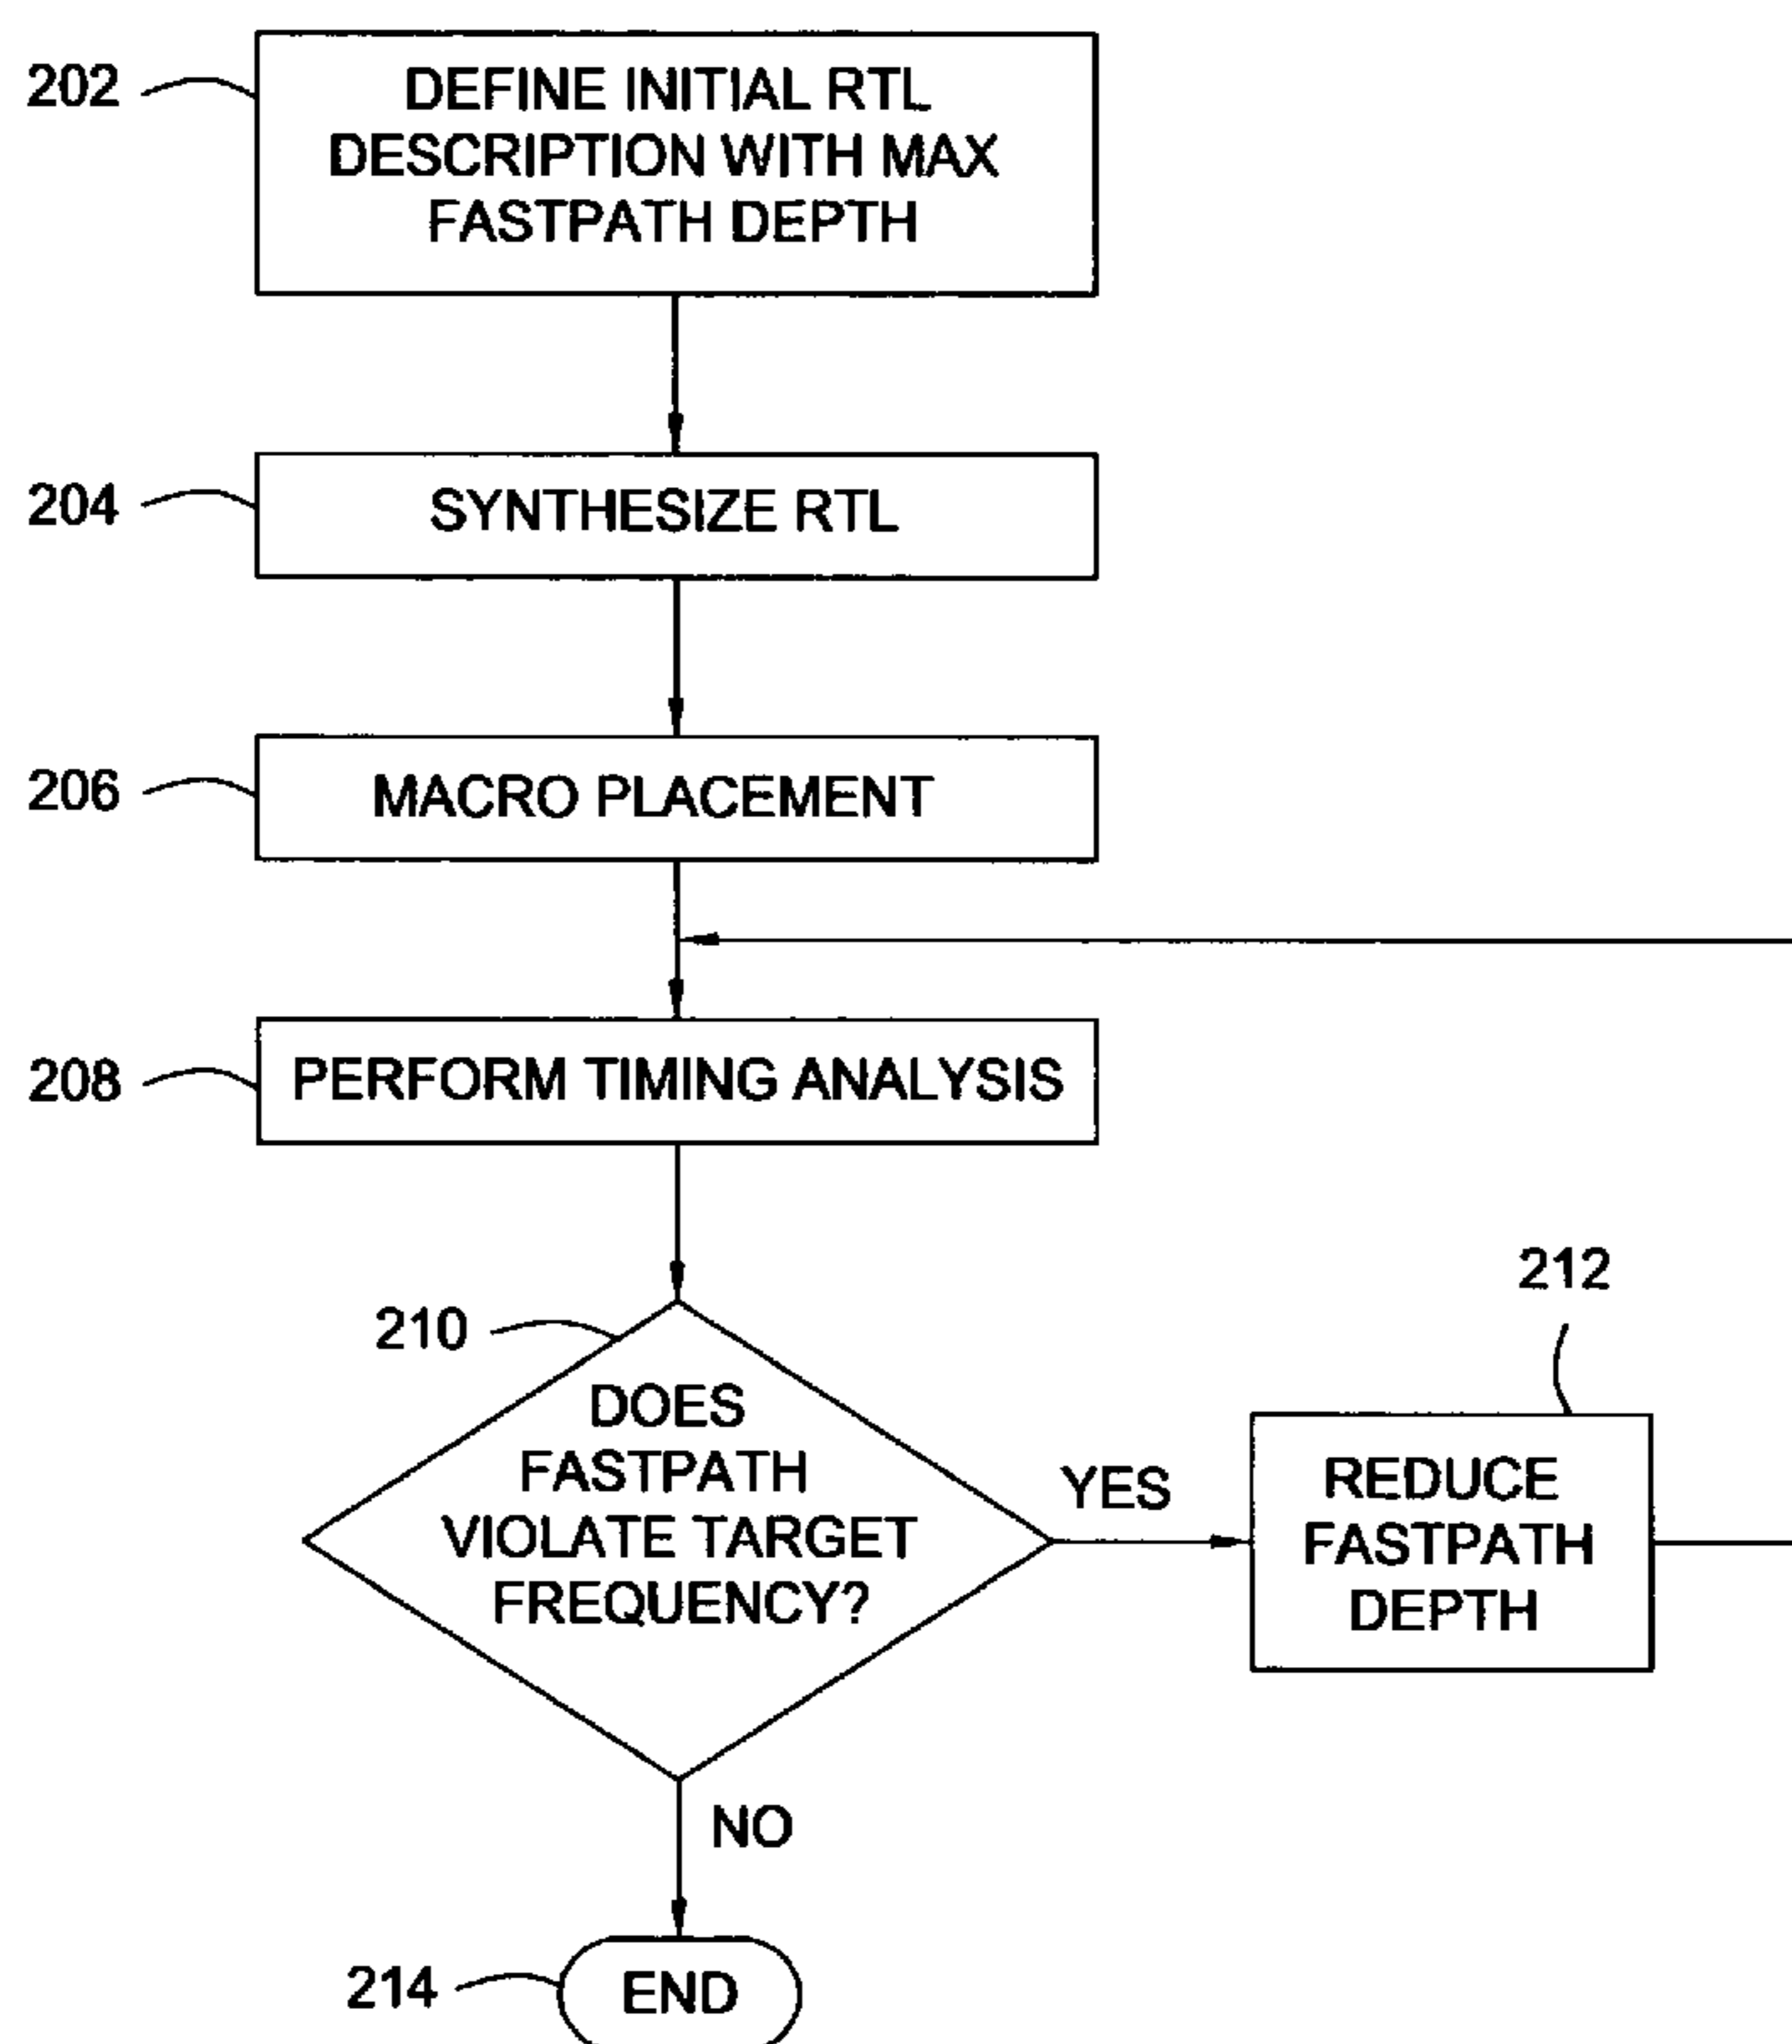 202
DEFINE INITIAL RTL
DESCRIPTION WITH MAX
FASTPATH DEPTH
204
SYNTHESIZE RTL
206
MACRO PLACEMENT
208
PERFORM TIMING ANALYSIS
210
DOES
FASTPATH
VIOLATE TARGET
FREQUENCY?
YES
212
REDUCE
FASTPATH
DEPTH
NO
214
END